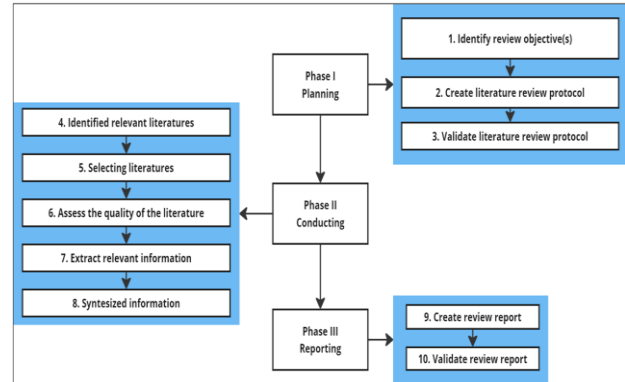 Phase I
Planning
1. Identify review objective(s)
2. Create literature review protocol
3. Validate literature review protocol
Phase II
Conducting
4. Identified relevant literatures
5. Selecting literatures
6. Assess the quality of the literature
7. Extract relevant information
8. Syntesized information
Phase III
Reporting
9. Create review report
10. Validate review report